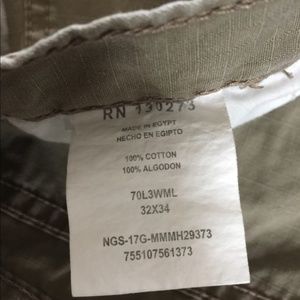 RN 130273
MADE IN EGYPT
HECHO EN EGIPTO
100% COTTON
100% ALGODON
70L3WML
32X34
NGS-17G-MMMH29373
755107561373